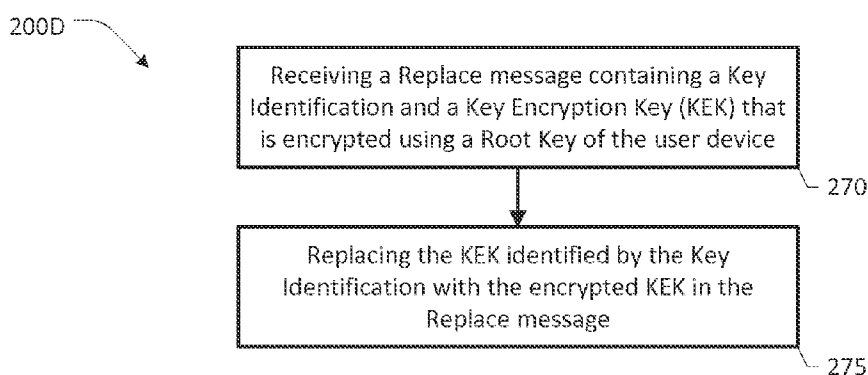 200D
Receiving a Replace message containing a Key
Identification and a Key Encryption Key (KEK) that
is encrypted using a Root Key of the user device
270
Replacing the KEK identified by the Key
Identification with the encrypted KEK in the
Replace message
275